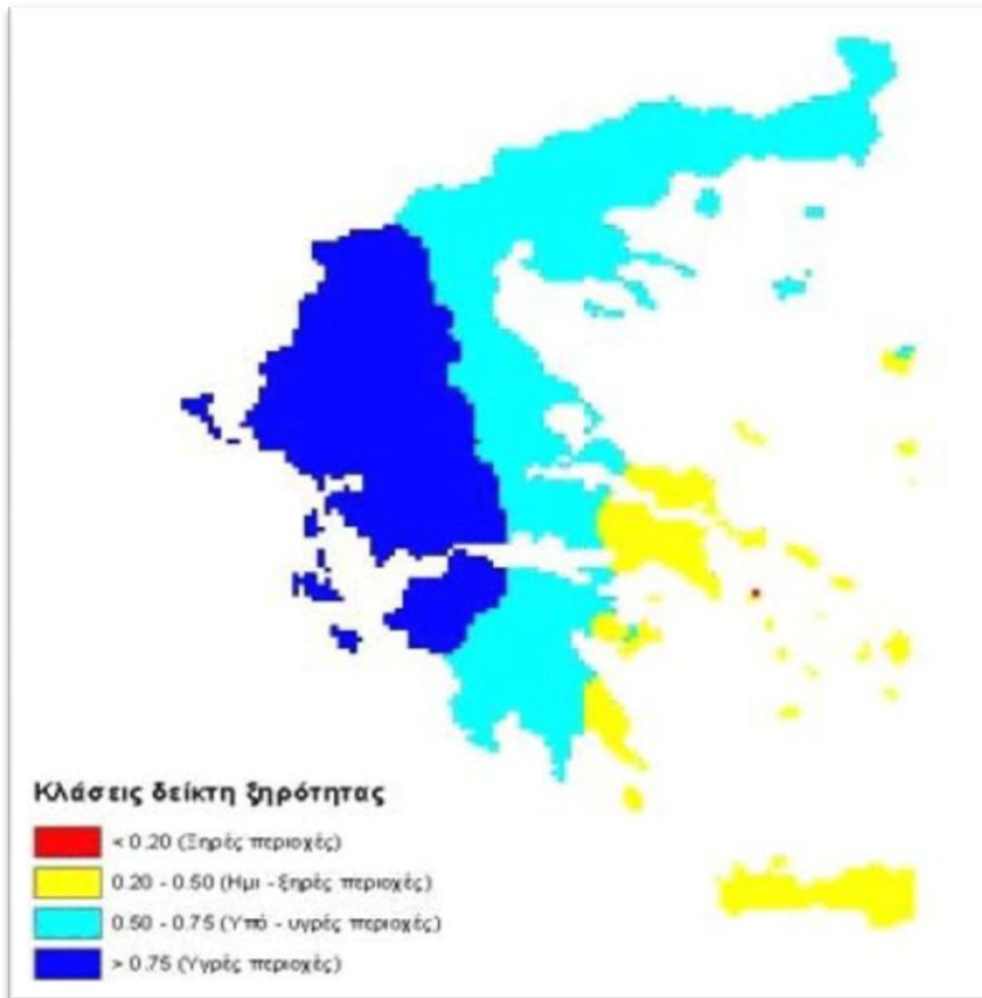 Κλάσεις δείκτη ξηρότητας
< 0.20 (Ξηρές περιοχές)
0.20 - 0.50 (Ημι - ξηρές περιοχές)
0.50 - 0.75 (Υπό - υγρές περιοχές)
> 0.75 (Υγρές περιοχές)